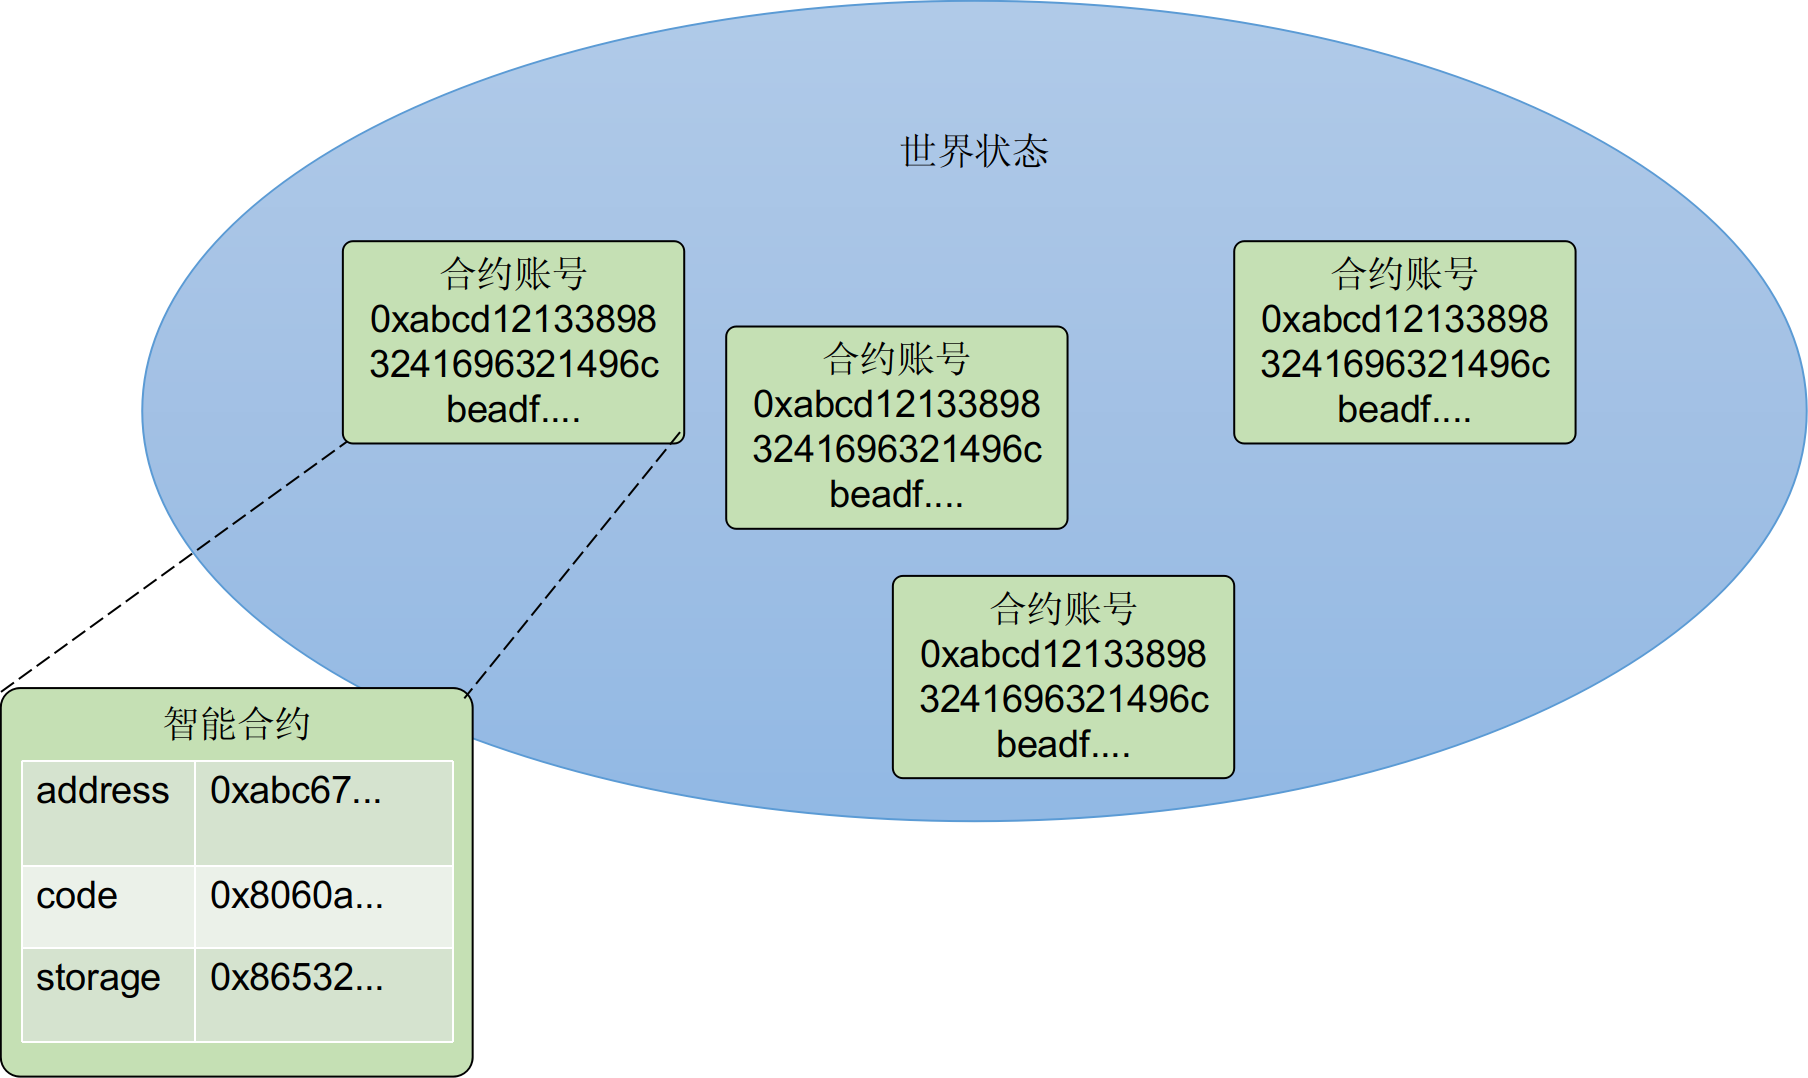 世界状态
合约账号
0xabcd12133898
3241696321496c
beadf....
合约账号
0xabcd12133898
3241696321496c
beadf....
合约账号
0xabcd12133898
3241696321496c
beadf....
合约账号
0xabcd12133898
3241696321496c
beadf....
智能合约
address 0xabc67...
code 0x8060a...
storage 0x86532...